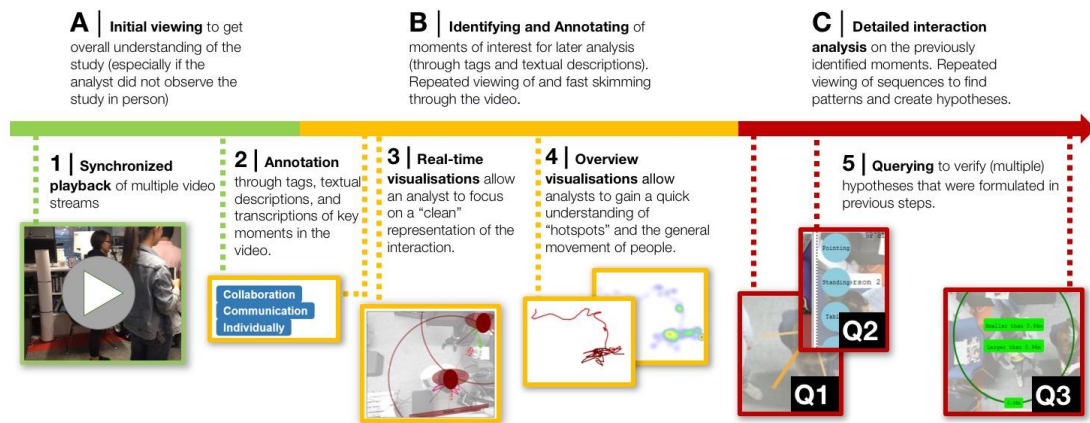 A | Initial viewing to get
overall understanding of the
study (especially if the
analyst did not observe the
study in person)
B | Identifying and Annotating of
moments of interest for later analysis
(through tags and textual descriptions).
Repeated viewing of and fast skimming
through the video.
C | Detailed interaction
analysis on the previously
identified moments. Repeated
viewing of sequences to find
patterns and create hypotheses.
1 | Synchronized
playback of multiple video
streams
2 | Annotation
through tags, textual
descriptions, and
transcriptions of key
moments in the
video.
Collaboration
Communication
Individually
3 | Real-time
visualisations allow
an analyst to focus
on a “clean”
representation of the
interaction.
4 | Overview
visualisations allow
analysts to gain a quick
understanding of
“hotspots” and the general
movement of people.
5 | Querying to verify (multiple)
hypotheses that were formulated in
previous steps.
Pointing
Standing
Q2
Q1
Smaller than
Larger than
Q3